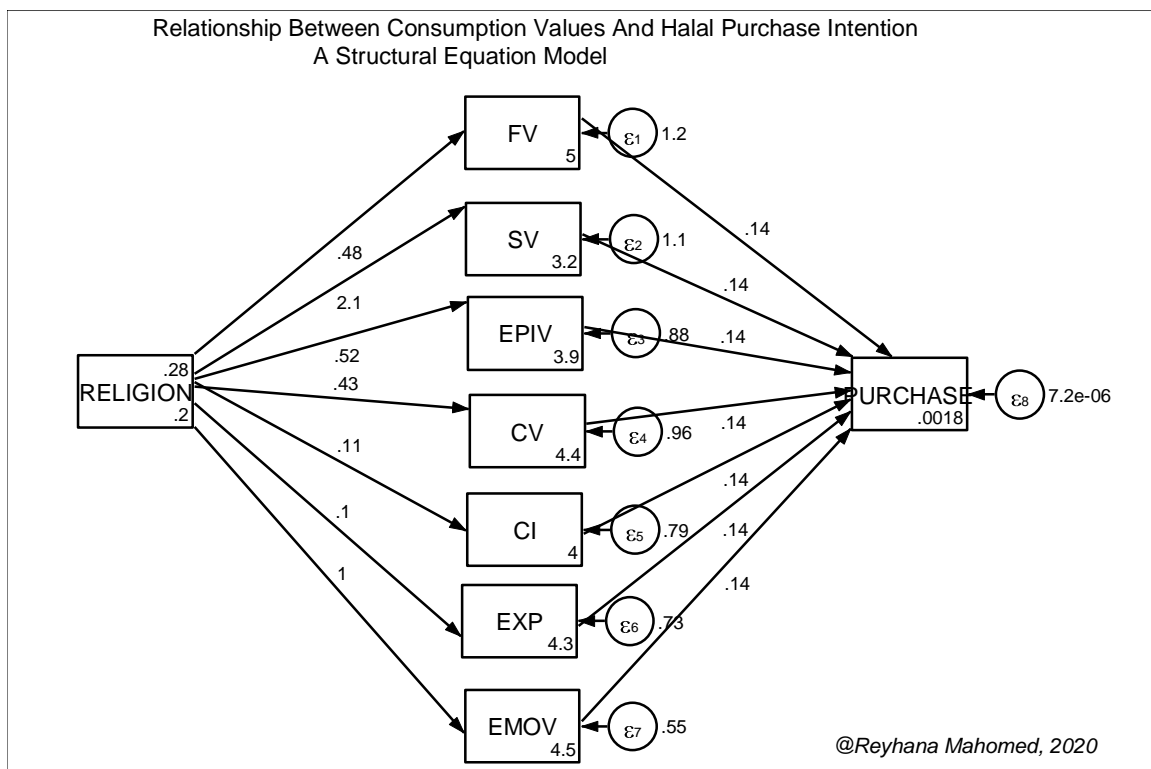 Relationship Between Consumption Values And Halal Purchase Intention
A Structural Equation Model
FV
5
ε1
1.2
.14
.48
SV
3.2
ε2
1.1
.14
2.1
EPIV
3.9
ε3
.88
.14
.52
.28
RELIGION
.2
.43
CV
4.4
ε4
.96
.14
PURCHASE
.0018
ε8
7.2e-06
.11
CI
4
ε5
.79
.14
.1
EXP
4.3
ε6
.73
.14
1
EMOV
4.5
ε7
.55
.14
@Reyhana Mahomed, 2020